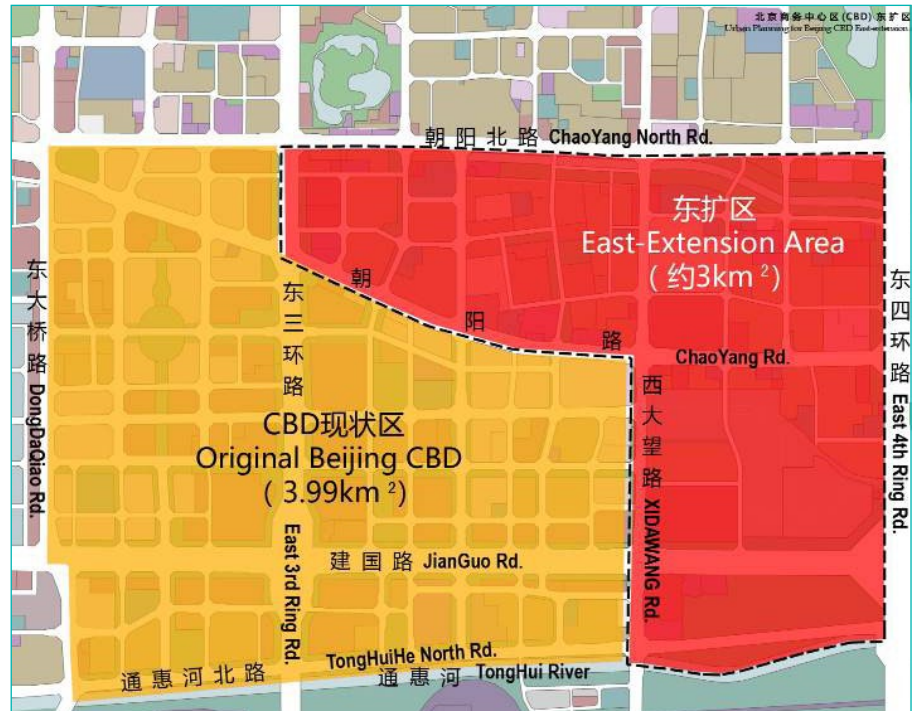 北京商务中心区(CBD)东扩区
Urban Planning for Beijing CBD East-extension
朝阳北路 ChaoYang North Rd.
东扩区
East-Extension Area
(约3km²)
东大桥路 DongDaQiao Rd.
东三环路
朝阳路
ChaoYang Rd.
东四环路 East 4th Ring Rd.
西大望路 XIDAWANG Rd.
CBD现状区
Original Beijing CBD
(3.99km²)
East 3rd Ring Rd.
建国路 JianGuo Rd.
TongHuiHe North Rd.
通惠河北路
通惠河 TongHui River